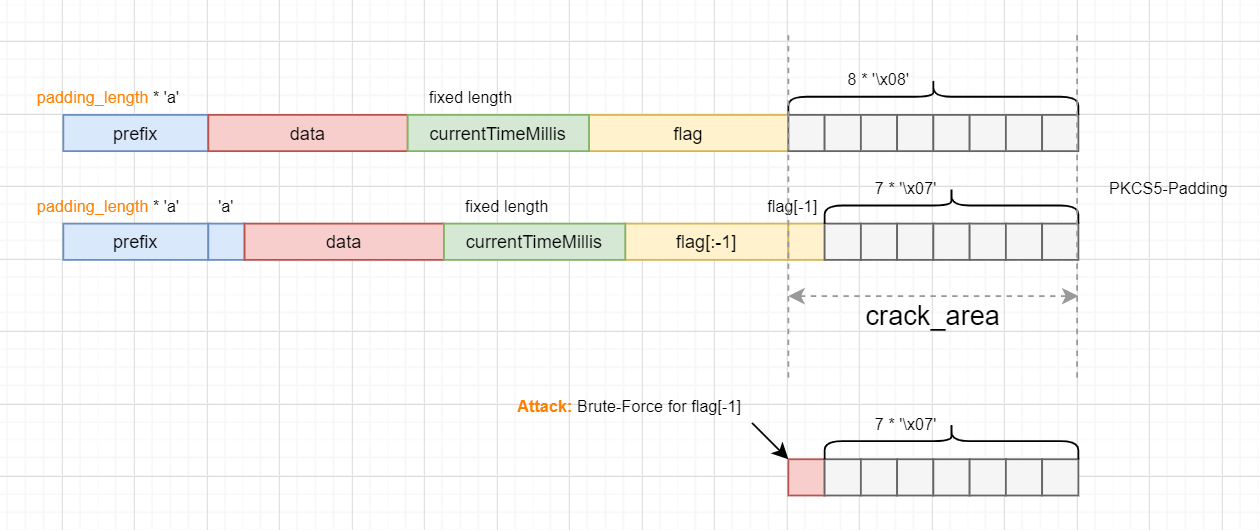 8 * '\x08'
padding_length * 'a'
fixed length
prefix
data
currentTimeMillis
flag
7 * '\x07'
PKCS5-Padding
padding_length * 'a'
'a'
fixed length
flag[-1]
prefix
data
currentTimeMillis
flag[:-1]
crack_area
Attack: Brute-Force for flag[-1]
7 * '\x07'